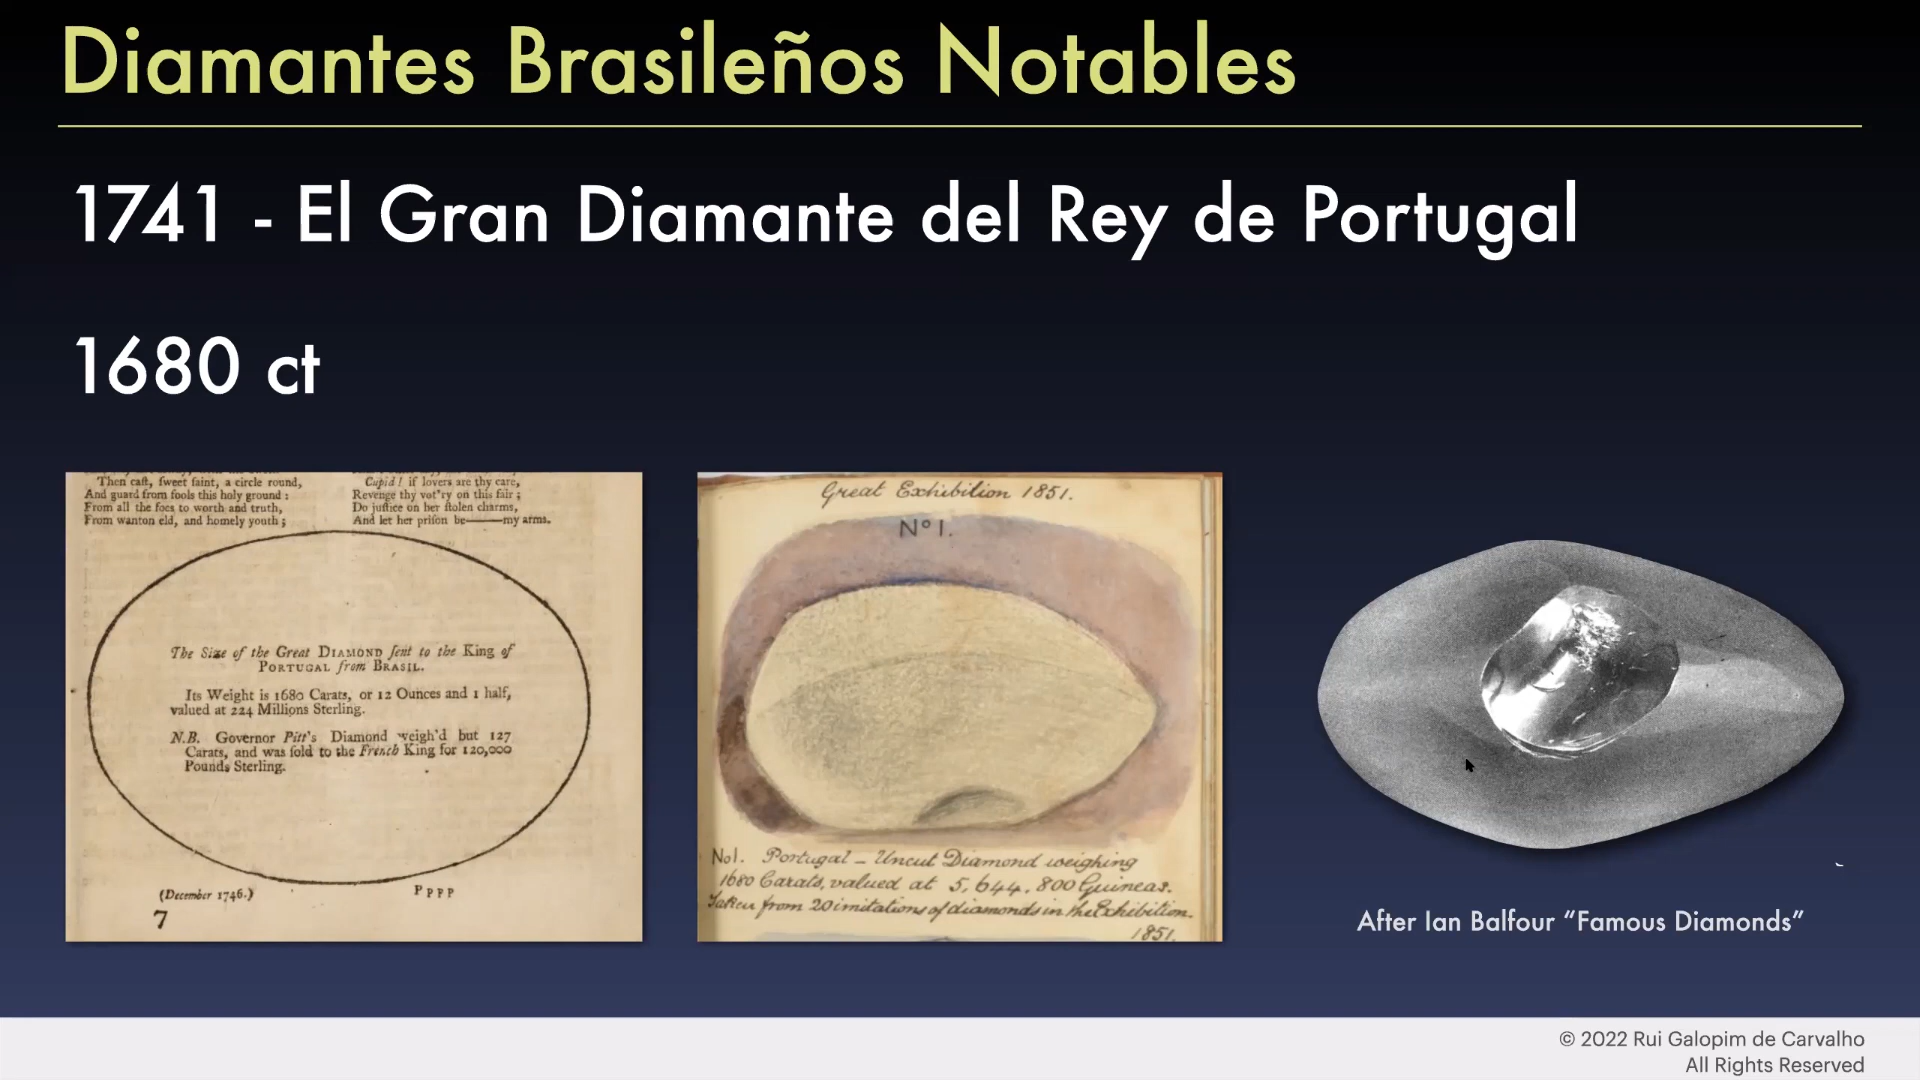 Diamantes Brasileños Notables
1741 - El Gran Diamante del Rey de Portugal
1680 ct
Then cast, sweet saint, a circle round,
And guard from fools this holy ground :
From all the foes to worth and truth,
From wanton eld, and homely youth ;
Cupid ! if lovers are thy care,
Revenge thy vot'ry on this fair ;
Do justice on her stolen charms,
And let her prison be——my arms.
The Size of the Great DIAMOND sent to the King of
PORTUGAL from BRASIL.
Its Weight is 1680 Carats, or 12 Ounces and 1 half,
valued at 224 Millions Sterling.
N.B. Governor Pitt's Diamond weigh'd but 127
Carats, and was sold to the French King for 120,000
Pounds Sterling.
(December 1746.)
P P P P
7
Great Exhibition 1851.
Nº 1.
No1. Portugal _ Uncut Diamond weighing
1680 Carats, valued at 5,644,800 Guineas.
Taken from 20 imitations of diamonds in the Exhibition.
1851.
After Ian Balfour “Famous Diamonds”
© 2022 Rui Galopim de Carvalho
All Rights Reserved